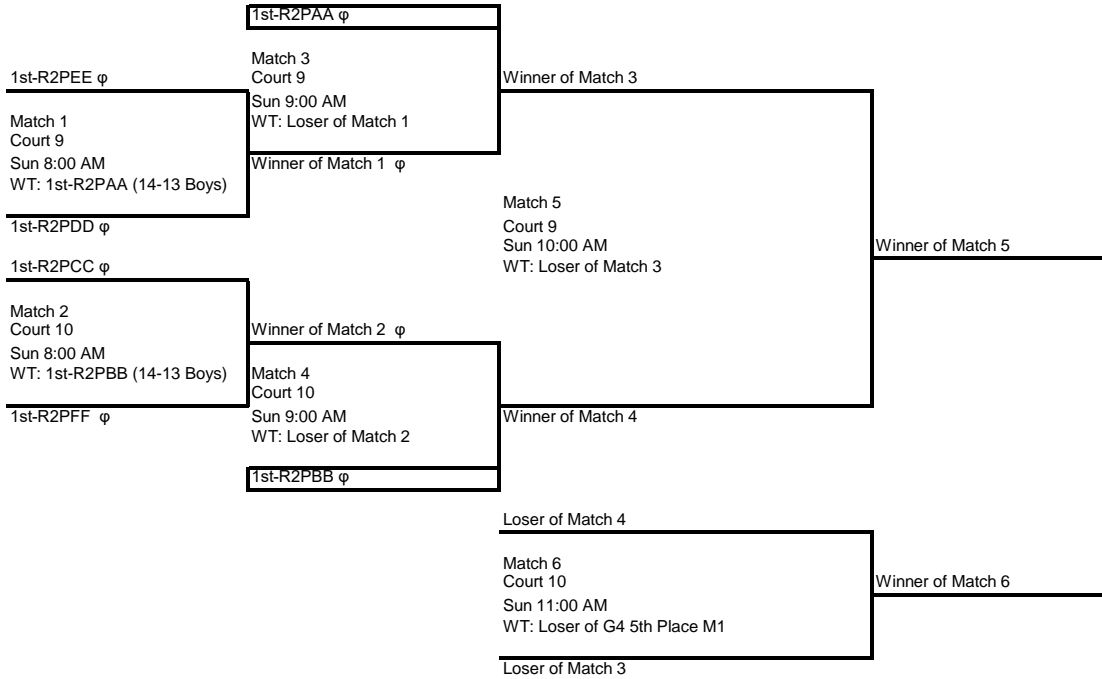 1st-R2PAA φ
Match 3
Court 9
Sun 9:00 AM
WT: Loser of Match 1
1st-R2PEE φ
Winner of Match 3
Match 1
Court 9
Sun 8:00 AM
WT: 1st-R2PAA (14-13 Boys)
Winner of Match 1 φ
1st-R2PDD φ
Match 5
Court 9
Sun 10:00 AM
WT: Loser of Match 3
Winner of Match 5
1st-R2PCC φ
Match 2
Court 10
Sun 8:00 AM
WT: 1st-R2PBB (14-13 Boys)
Winner of Match 2 φ
Match 4
Court 10
Sun 9:00 AM
WT: Loser of Match 2
1st-R2PFF φ
Winner of Match 4
1st-R2PBB φ
Loser of Match 4
Match 6
Court 10
Sun 11:00 AM
WT: Loser of G4 5th Place M1
Winner of Match 6
Loser of Match 3